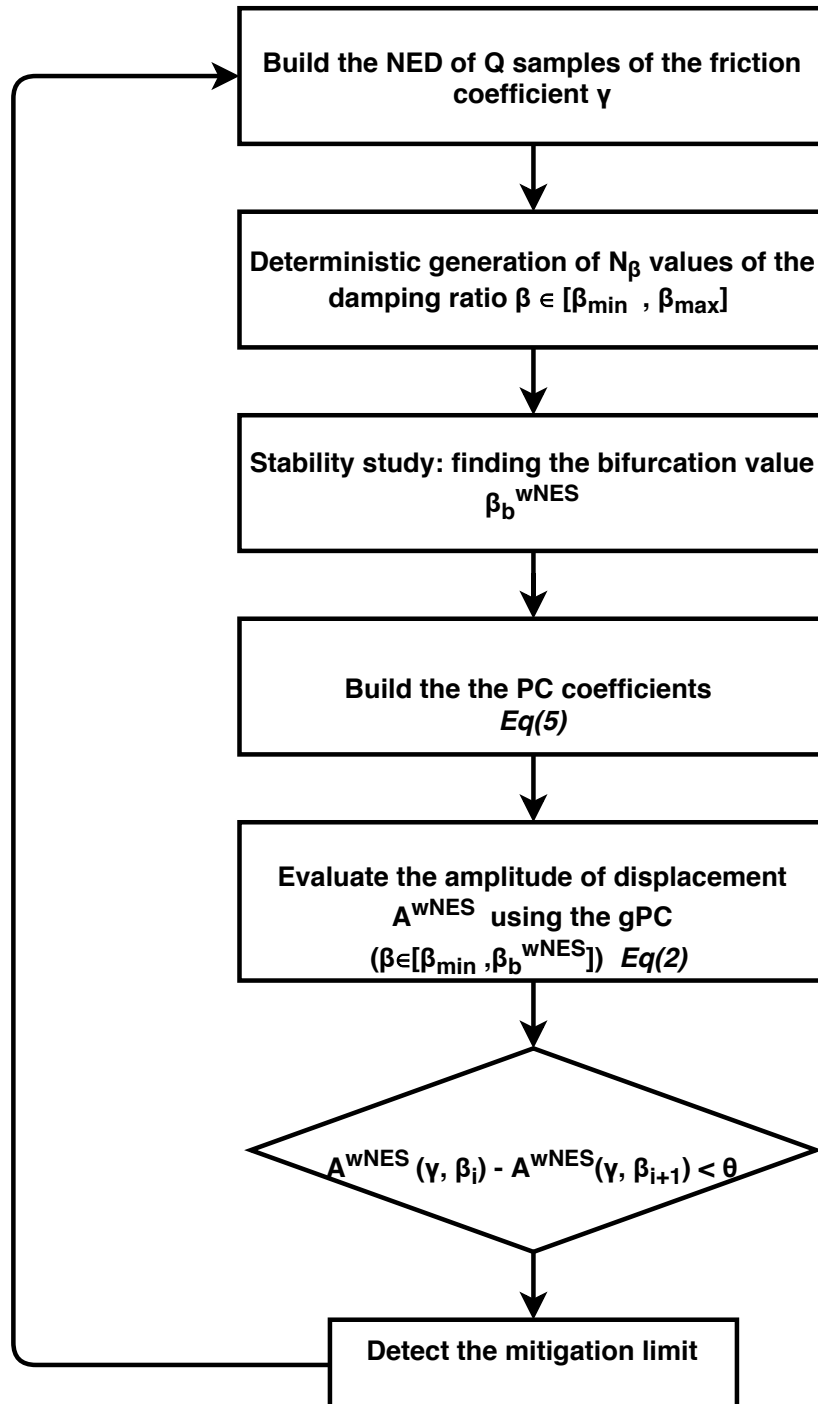 Build the NED of Q samples of the friction
coefficient γ
Deterministic generation of N_β values of the
damping ratio β ∈ [β_min , β_max]
Stability study: finding the bifurcation value
β_b^wNES
Build the the PC coefficients
Eq(5)
Evaluate the amplitude of displacement
A^wNES using the gPC
(β∈[β_min ,β_b^wNES]) Eq(2)
A^wNES (γ, β_i) - A^wNES(γ, β_i+1) < θ
Detect the mitigation limit